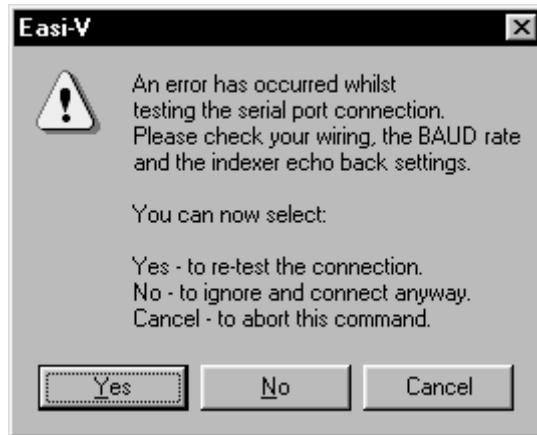 Easi-V
An error has occurred whilst
testing the serial port connection.
Please check your wiring, the BAUD rate
and the indexer echo back settings.
You can now select:
Yes - to re-test the connection.
No - to ignore and connect anyway.
Cancel - to abort this command.
Yes No Cancel